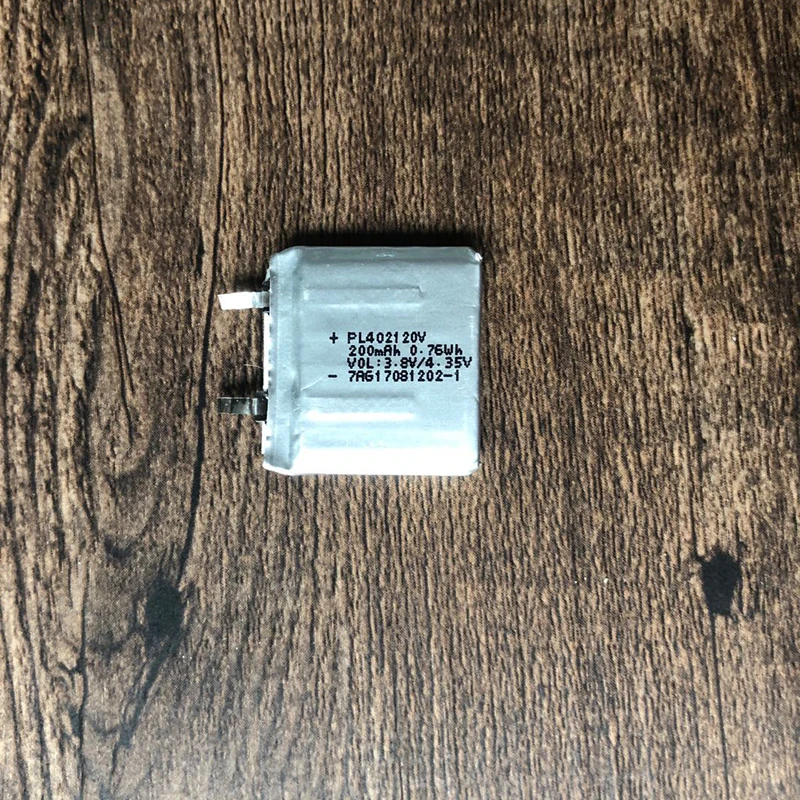 + PL402120V
200mAh 0.76Wh
VOL:3.8V/4.35V
- 7A617081202-1